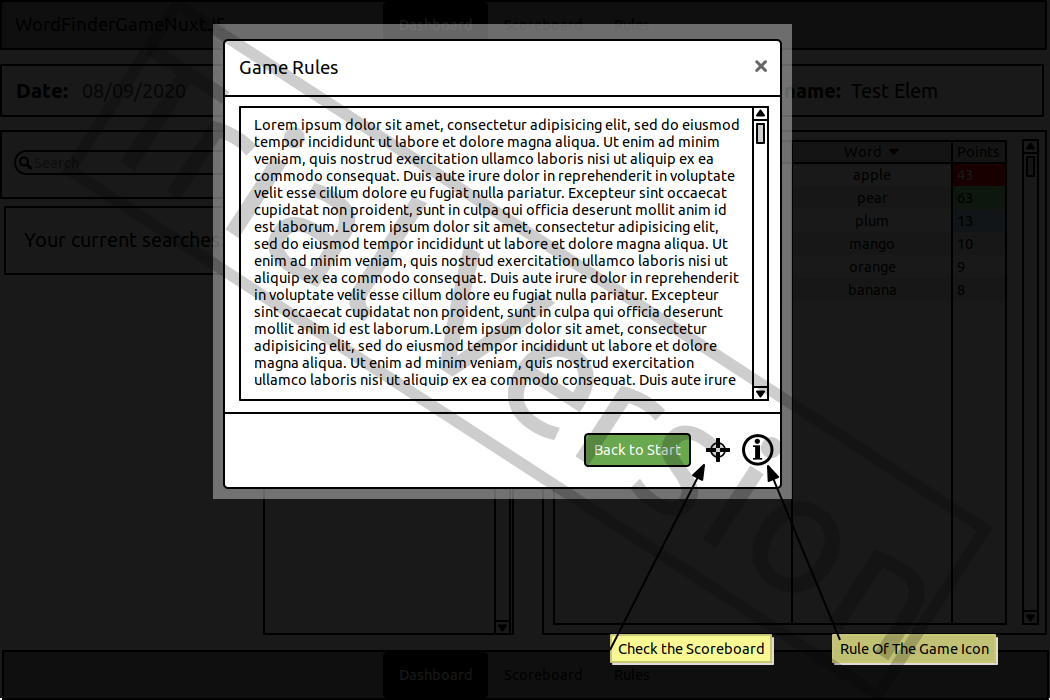 WordFinderGameNuxt.JS
Dashboard
Scoreboard
Rules
Game Rules
Date: 08/09/2020
name: Test Elem
Lorem ipsum dolor sit amet, consectetur adipisicing elit, sed do eiusmod
tempor incididunt ut labore et dolore magna aliqua. Ut enim ad minim
veniam, quis nostrud exercitation ullamco laboris nisi ut aliquip ex ea
commodo consequat. Duis aute irure dolor in reprehenderit in voluptate
velit esse cillum dolore eu fugiat nulla pariatur. Excepteur sint occaecat
cupidatat non proident, sunt in culpa qui officia deserunt mollit anim id
est laborum. Lorem ipsum dolor sit amet, consectetur adipisicing elit,
sed do eiusmod tempor incididunt ut labore et dolore magna aliqua. Ut
enim ad minim veniam, quis nostrud exercitation ullamco laboris nisi ut
aliquip ex ea commodo consequat. Duis aute irure dolor in reprehenderit
in voluptate velit esse cillum dolore eu fugiat nulla pariatur. Excepteur
sint occaecat cupidatat non proident, sunt in culpa qui officia deserunt
mollit anim id est laborum.Lorem ipsum dolor sit amet, consectetur
adipisicing elit, sed do eiusmod tempor incididunt ut labore et dolore
magna aliqua. Ut enim ad minim veniam, quis nostrud exercitation
ullamco laboris nisi ut aliquip ex ea commodo consequat. Duis aute irure
Search
Your current searches:
Word Points
apple 43
pear 63
plum 13
mango 10
orange 9
banana 8
Back to Start
Check the Scoreboard
Rule Of The Game Icon
Dashboard
Scoreboard
Rules
Trial Version